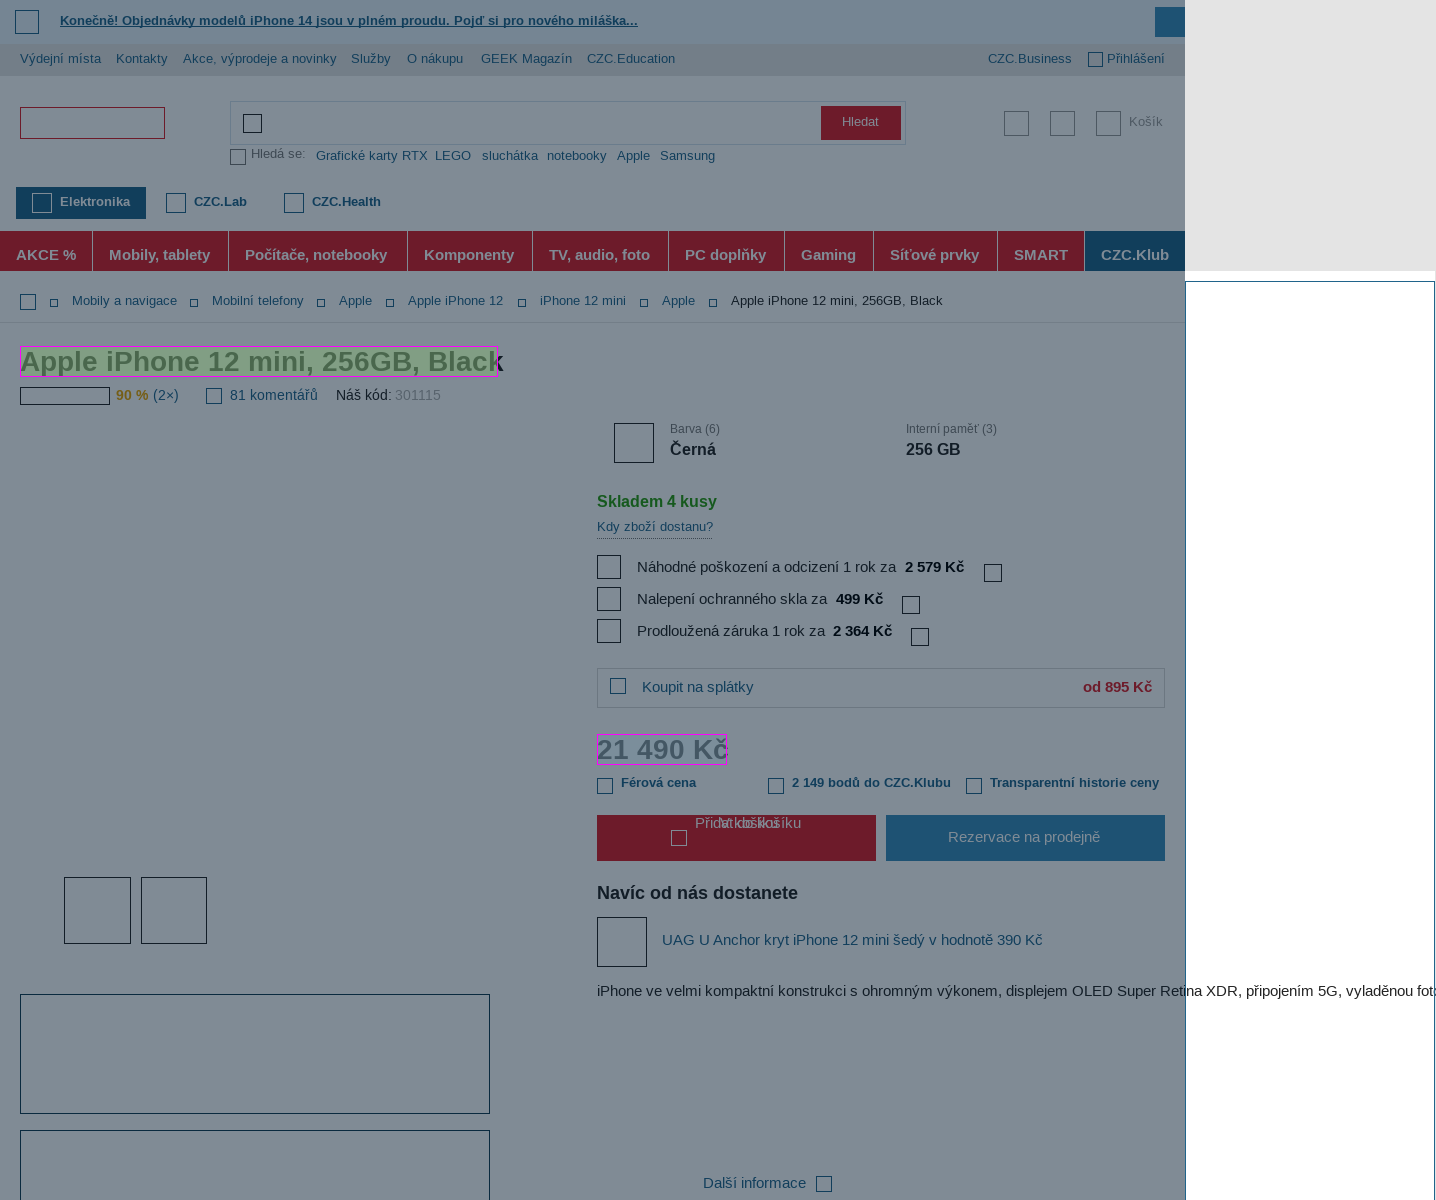 Konečně! Objednávky modelů iPhone 14 jsou v plném proudu. Pojď si pro nového miláška...
Výdejní místa Kontakty Akce, výprodeje a novinky Služby O nákupu GEEK Magazín CZC.Education CZC.Business Přihlášení
Hledat
Košík
Hledá se: Grafické karty RTX LEGO sluchátka notebooky Apple Samsung
Elektronika CZC.Lab CZC.Health
AKCE % Mobily, tablety Počítače, notebooky Komponenty TV, audio, foto PC doplňky Gaming Síťové prvky SMART CZC.Klub
Mobily a navigace Mobilní telefony Apple Apple iPhone 12 iPhone 12 mini Apple Apple iPhone 12 mini, 256GB, Black
Apple iPhone 12 mini, 256GB, Black
90 % (2×) 81 komentářů Náš kód: 301115
Barva (6) Interní paměť (3)
Černá 256 GB
Skladem 4 kusy
Kdy zboží dostanu?
Náhodné poškození a odcizení 1 rok za 2 579 Kč
Nalepení ochranného skla za 499 Kč
Prodloužená záruka 1 rok za 2 364 Kč
Koupit na splátky od 895 Kč
21 490 Kč
Férová cena 2 149 bodů do CZC.Klubu Transparentní historie ceny
Přidat do košíku
V košíku
Rezervace na prodejně
Navíc od nás dostanete
UAG U Anchor kryt iPhone 12 mini šedý v hodnotě 390 Kč
iPhone ve velmi kompaktní konstrukci s ohromným výkonem, displejem OLED Super Retina XDR, připojením 5G, vyladěnou foto
Další informace